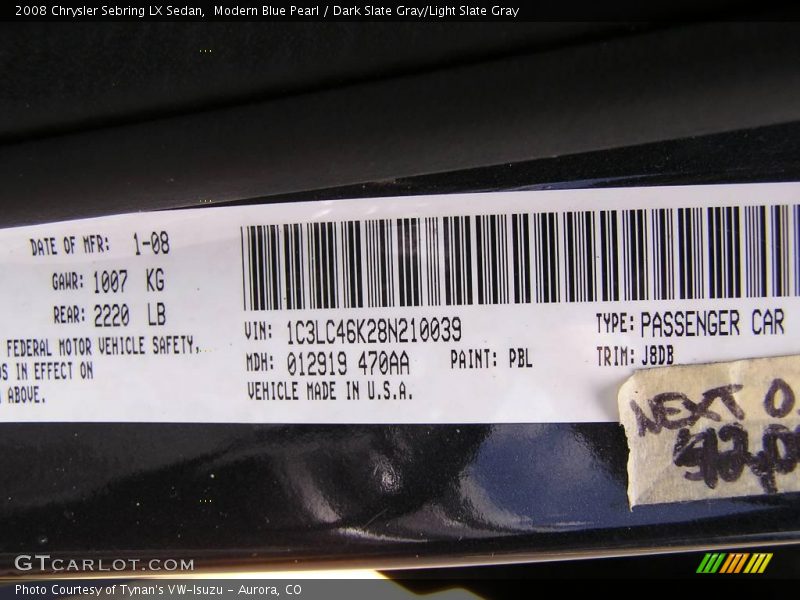 2008 Chrysler Sebring LX Sedan,  Modern Blue Pearl / Dark Slate Gray/Light Slate Gray
DATE OF MFR: 1-08
GAWR: 1007 KG
REAR: 2220 LB
FEDERAL MOTOR VEHICLE SAFETY,
IN EFFECT ON
ABOVE.
VIN: 1C3LC46K28N210039
TYPE: PASSENGER CAR
MDH: 012919 470AA PAINT: PBL
TRIM: J8DB
VEHICLE MADE IN U.S.A.
NEXT O
GTCARLOT.COM
Photo Courtesy of Tynan's VW-Isuzu - Aurora, CO